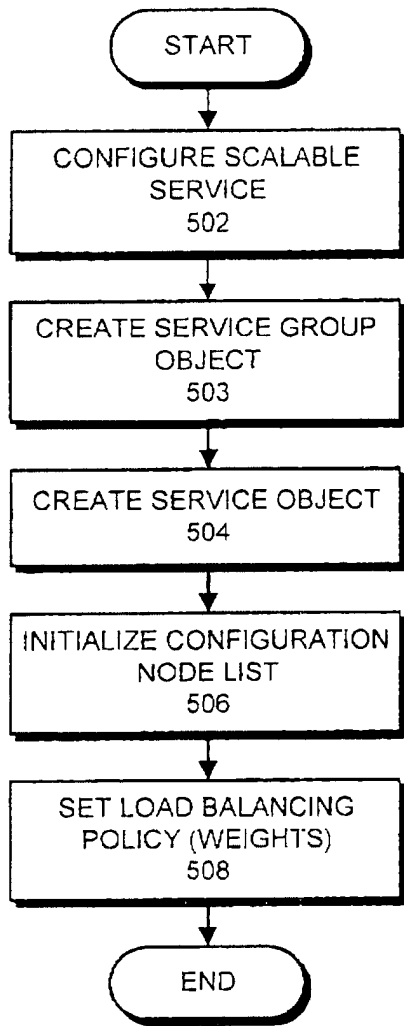 START
CONFIGURE SCALABLE
SERVICE
502
CREATE SERVICE GROUP
OBJECT
503
CREATE SERVICE OBJECT
504
INITIALIZE CONFIGURATION
NODE LIST
506
SET LOAD BALANCING
POLICY (WEIGHTS)
508
END